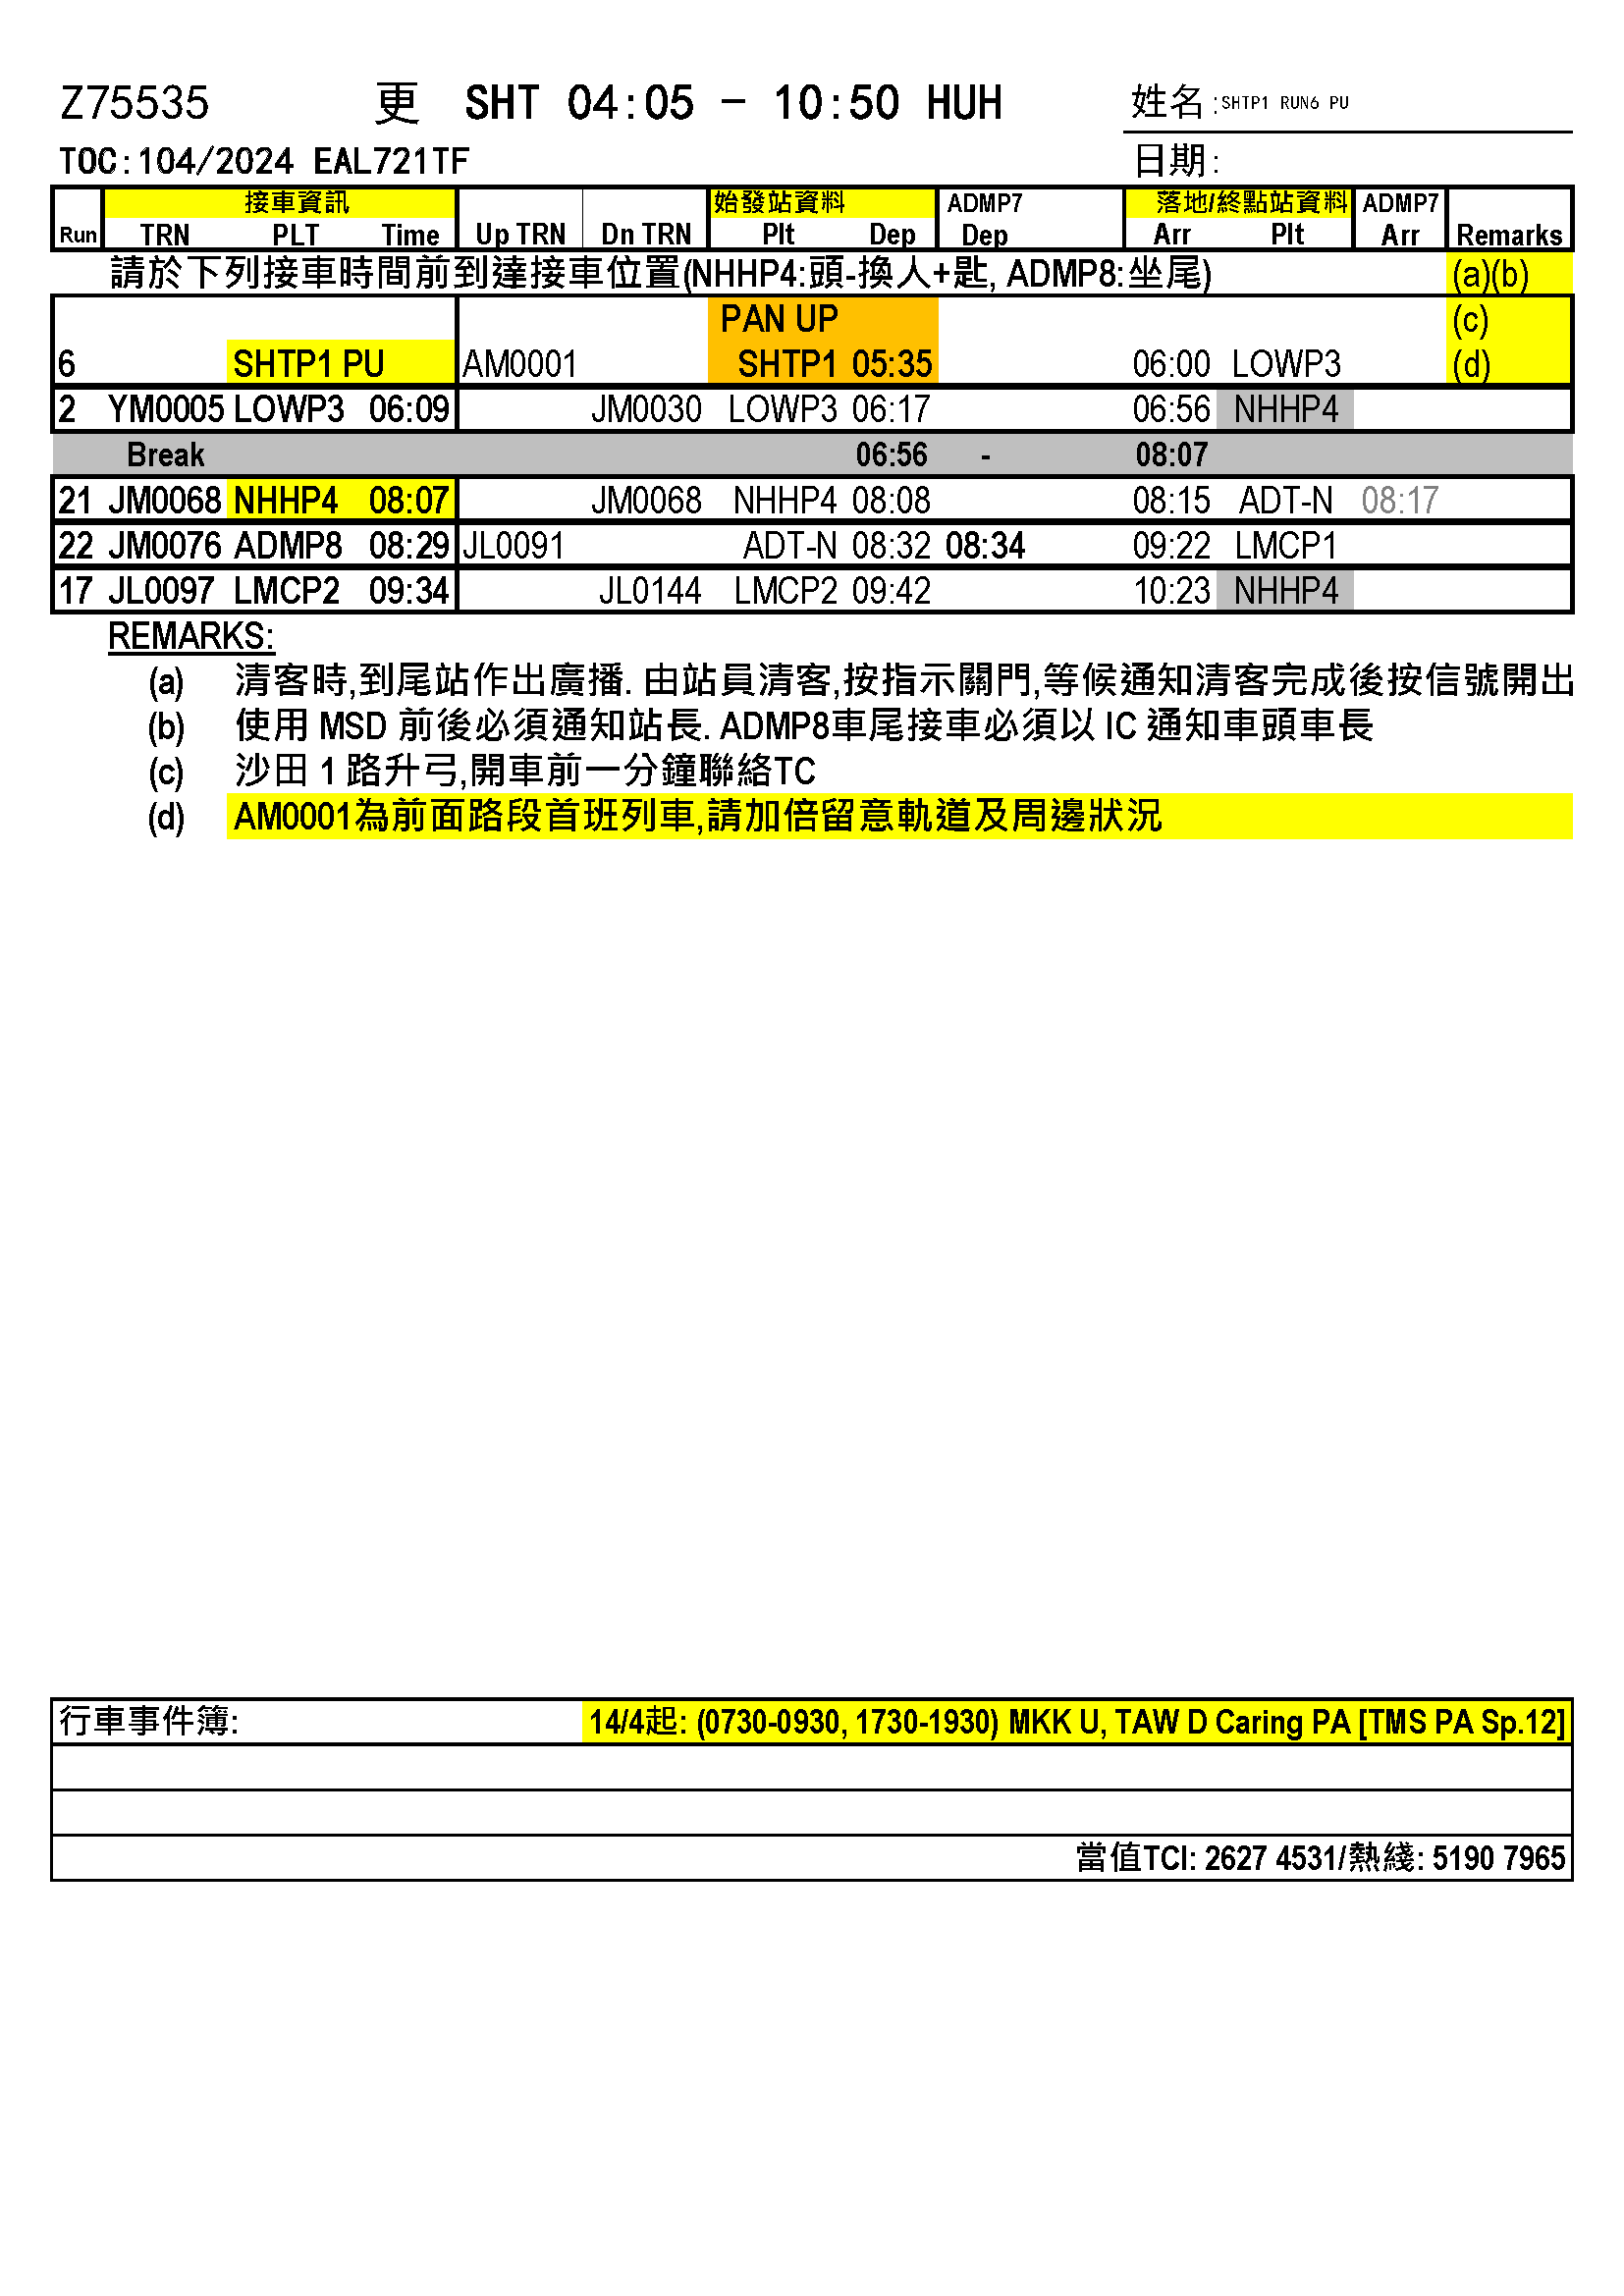 Z75535 更 SHT 04:05 - 10:50 HUH 姓名:SHTP1 RUN6 PU
TOC:104/2024 EAL721TF 日期:
接車資訊 始發站資料 ADMP7 落地/終點站資料 ADMP7
Run TRN PLT Time Up TRN Dn TRN Plt Dep Dep Arr Plt Arr Remarks
請於下列接車時間前到達接車位置(NHHP4:頭-換人+匙, ADMP8:坐尾) (a)(b)
PAN UP (c)
6 SHTP1 PU AM0001 SHTP1 05:35 06:00 LOWP3 (d)
2 YM0005 LOWP3 06:09 JM0030 LOWP3 06:17 06:56 NHHP4
Break 06:56 - 08:07
21 JM0068 NHHP4 08:07 JM0068 NHHP4 08:08 08:15 ADT-N 08:17
22 JM0076 ADMP8 08:29 JL0091 ADT-N 08:32 08:34 09:22 LMCP1
17 JL0097 LMCP2 09:34 JL0144 LMCP2 09:42 10:23 NHHP4
REMARKS:
(a) 清客時,到尾站作出廣播. 由站員清客,按指示關門,等候通知清客完成後按信號開出
(b) 使用 MSD 前後必須通知站長. ADMP8車尾接車必須以 IC 通知車頭車長
(c) 沙田 1 路升弓,開車前一分鐘聯絡TC
(d) AM0001為前面路段首班列車,請加倍留意軌道及周邊狀況
行車事件簿: 14/4起: (0730-0930, 1730-1930) MKK U, TAW D Caring PA [TMS PA Sp.12]
當值TCI: 2627 4531/熱綫: 5190 7965